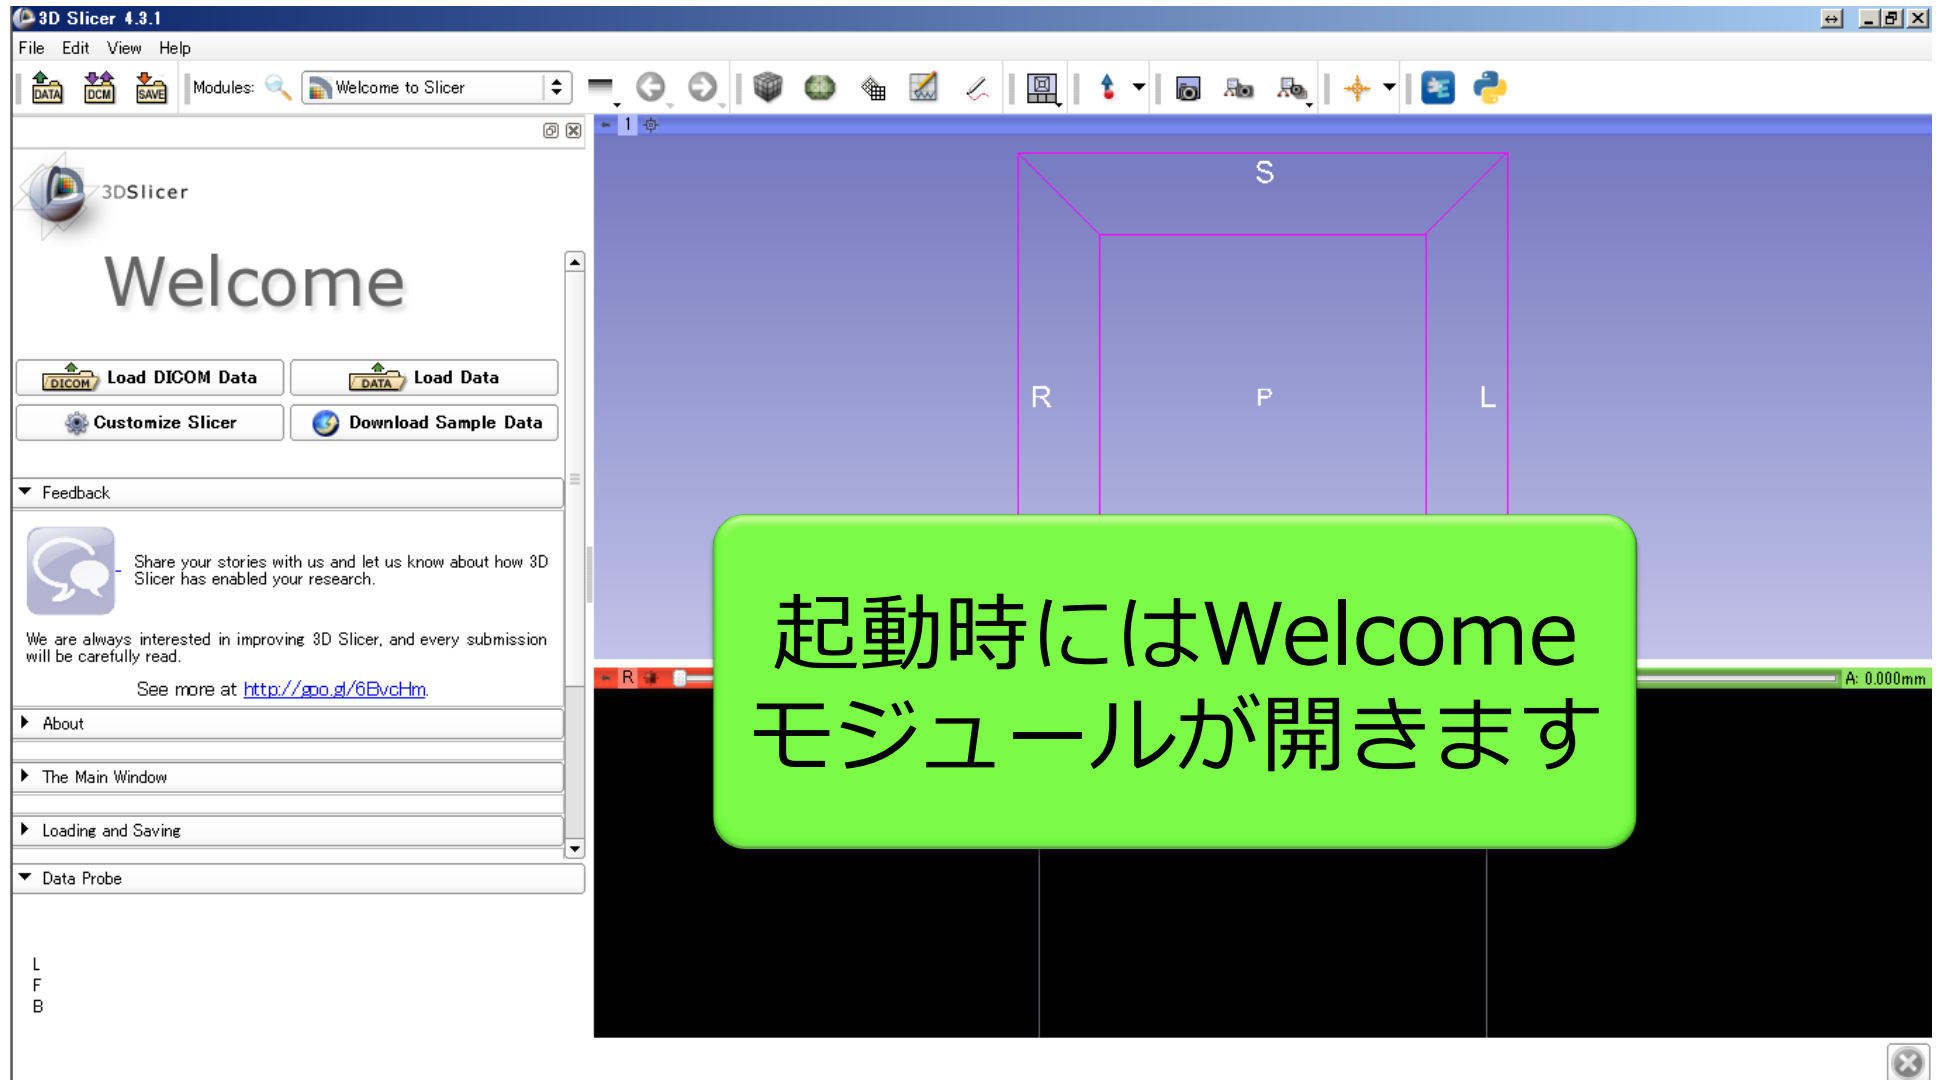 3D Slicer 4.3.1
File Edit View Help
DATA DCM SAVE Modules: Welcome to Slicer
1
3DSlicer
Welcome
DICOM Load DICOM Data DATA Load Data
Customize Slicer Download Sample Data
Feedback
Share your stories with us and let us know about how 3D
Slicer has enabled your research.
We are always interested in improving 3D Slicer, and every submission
will be carefully read.
See more at http://goo.gl/6BvcHm.
About
The Main Window
Loading and Saving
Data Probe
L
F
B
S
R P L
R A: 0.000mm
起動時にはWelcome
モジュールが開きます